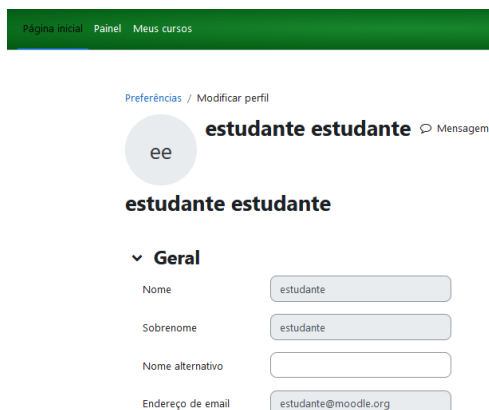 Página inicial Painel Meus cursos
Preferências / Modificar perfil
ee
estudante estudante Mensagem
estudante estudante
Geral
Nome estudante
Sobrenome estudante
Nome alternativo
Endereço de email estudante@moodle.org